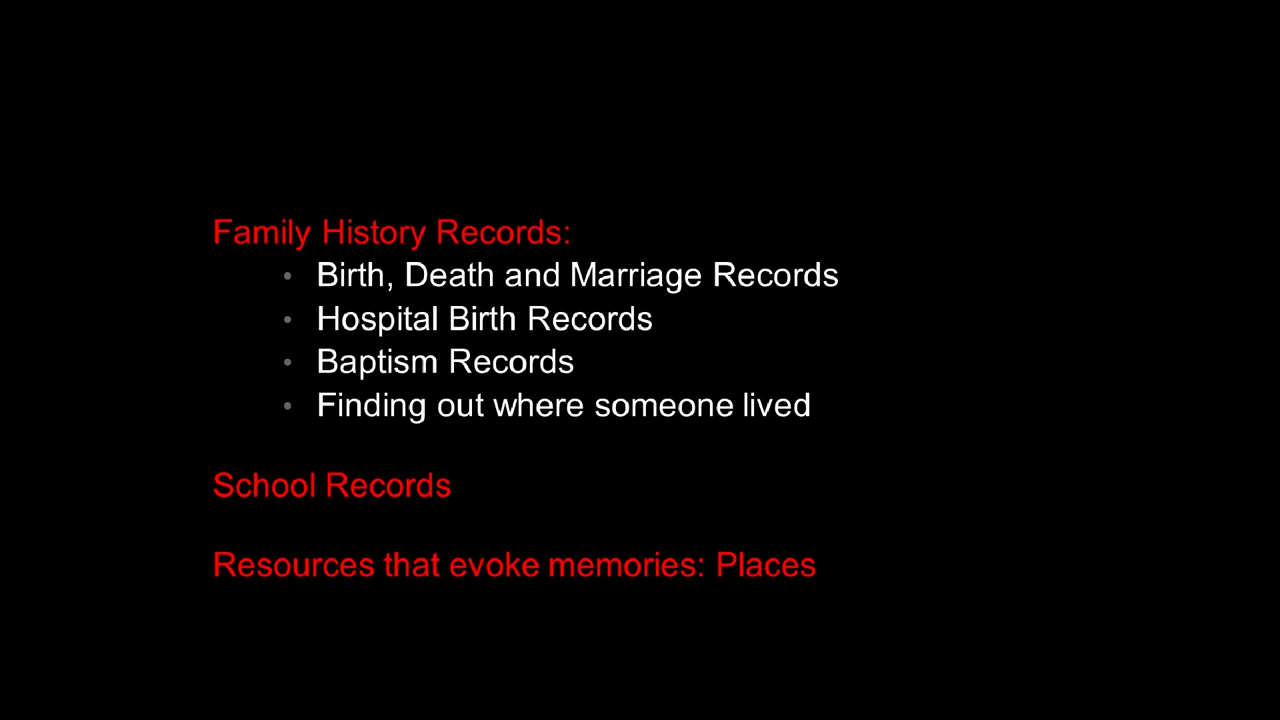 Family History Records:
• Birth, Death and Marriage Records
• Hospital Birth Records
• Baptism Records
• Finding out where someone lived
School Records
Resources that evoke memories: Places